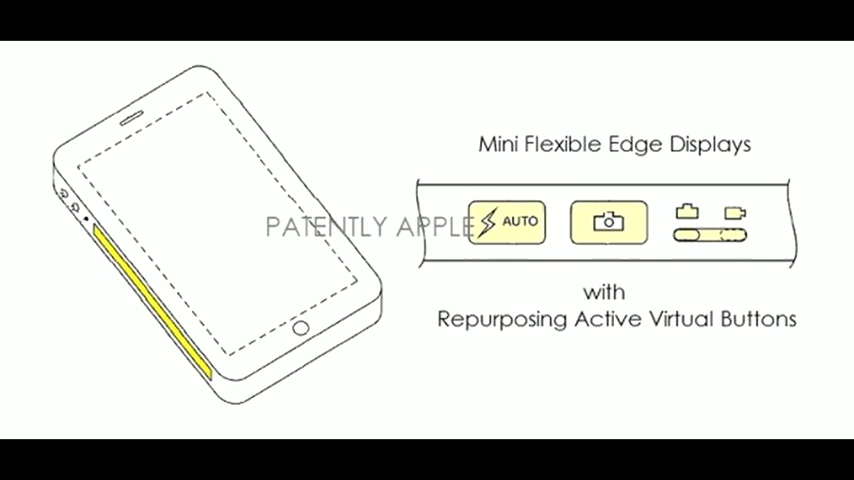 Mini Flexible Edge Displays
PATENTLY APPLE
AUTO
with
Repurposing Active Virtual Buttons